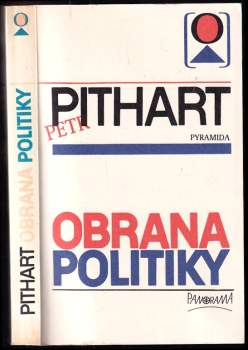 PITHART OBRANA POLITIKY
PITHART
PETR
PYRAMIDA
OBRANA
POLITIKY
PANORAMA